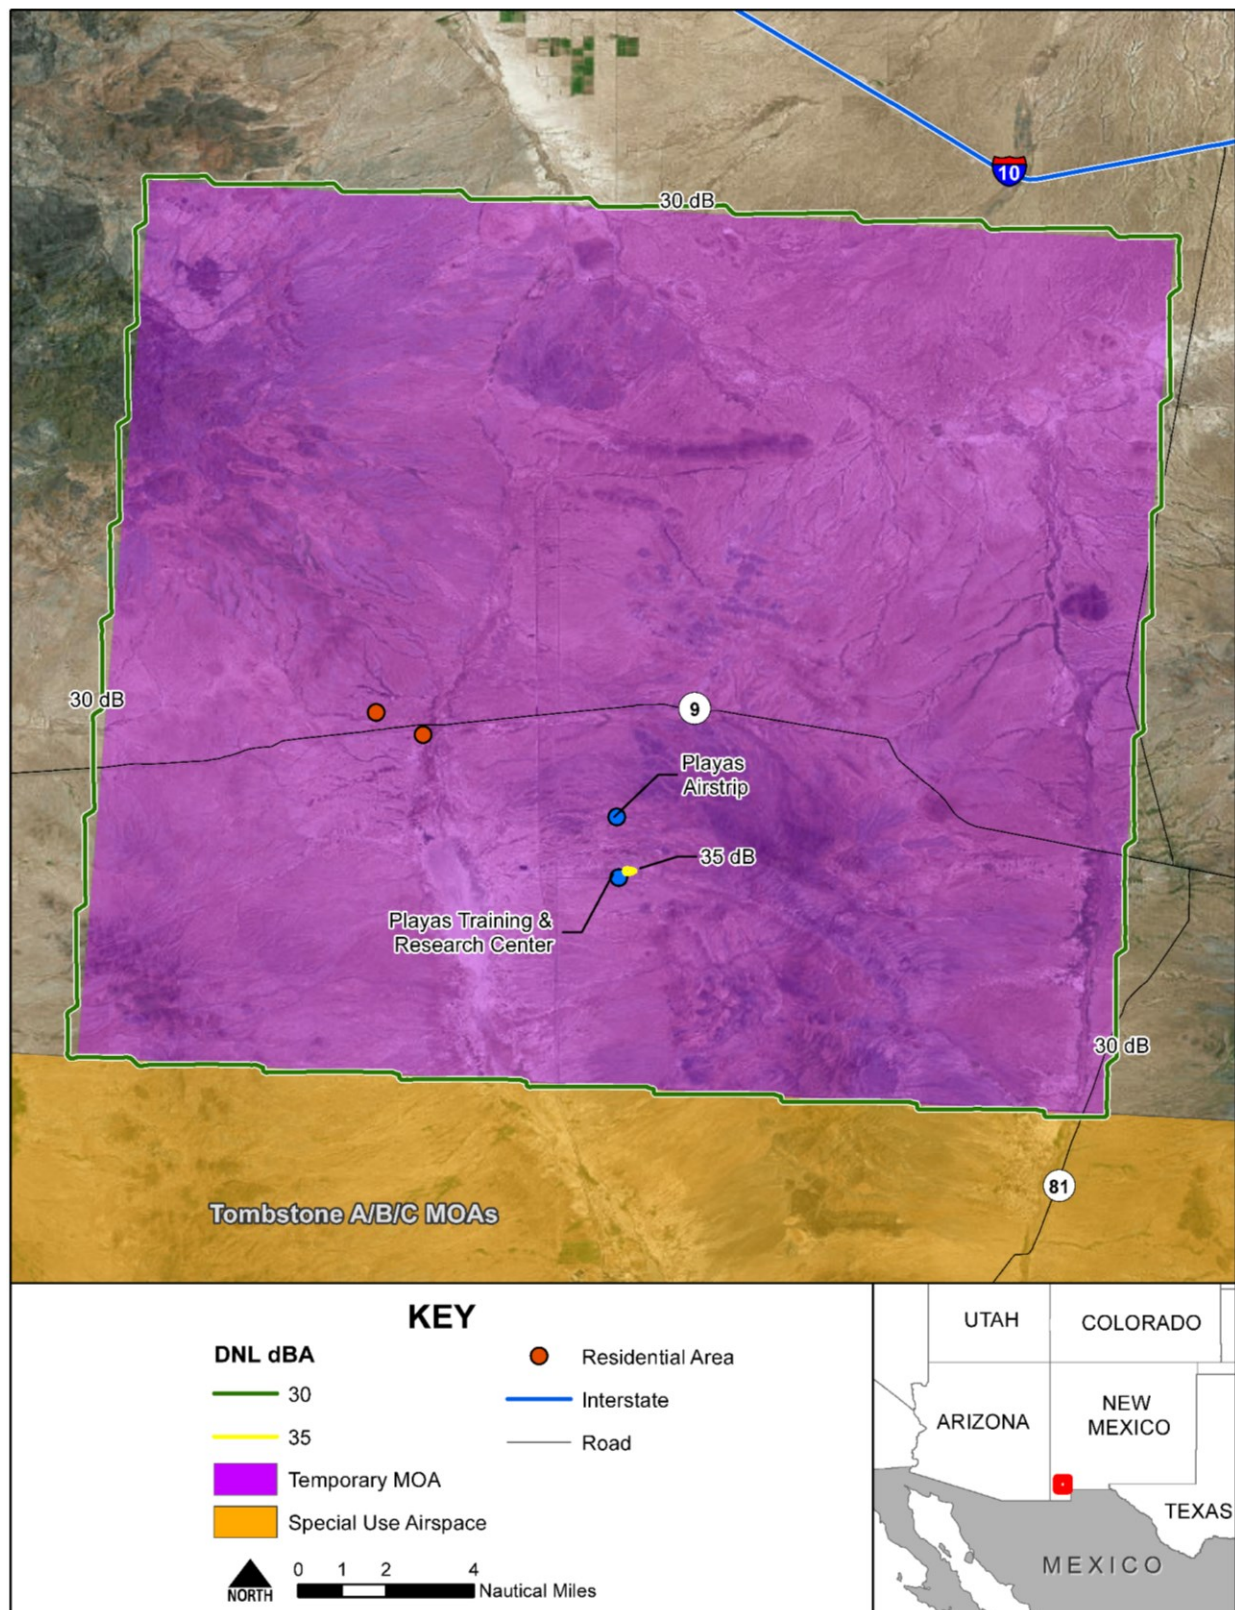 10
30 dB
30 dB
9
Playas
Airstrip
35 dB
Playas Training &
Research Center
30 dB
81
Tombstone A/B/C MOAs
KEY
DNL dBA
30
35
Temporary MOA
Special Use Airspace
Residential Area
Interstate
Road
NORTH
0 1 2 4
Nautical Miles
UTAH
COLORADO
ARIZONA
NEW
MEXICO
TEXAS
MEXICO